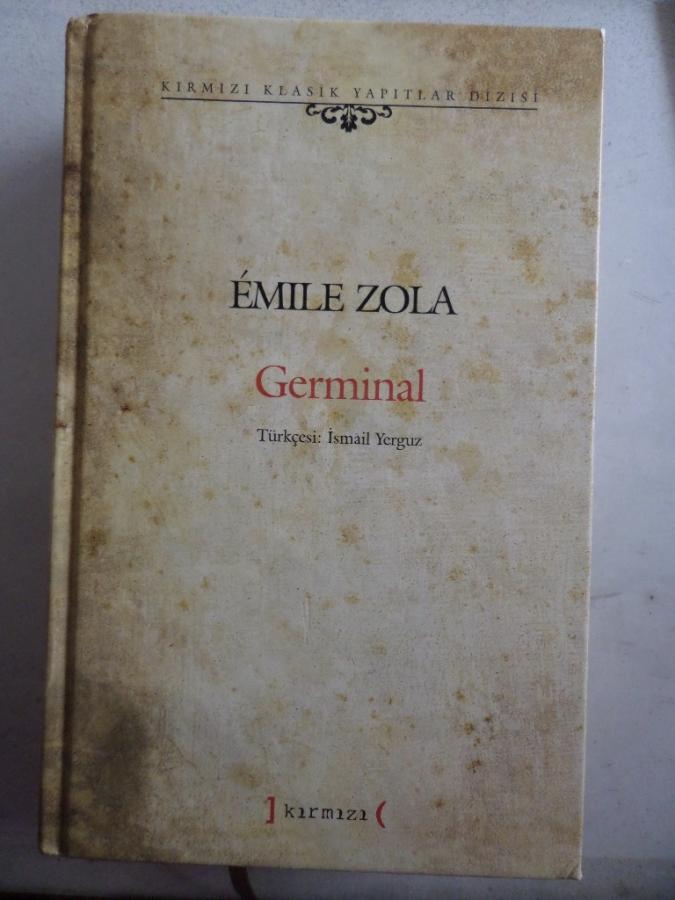 KIRMIZI KLASİK YAPITLAR DİZİSİ
ÉMILE ZOLA
Germinal
Türkçesi: İsmail Yerguz
] kırmızı (